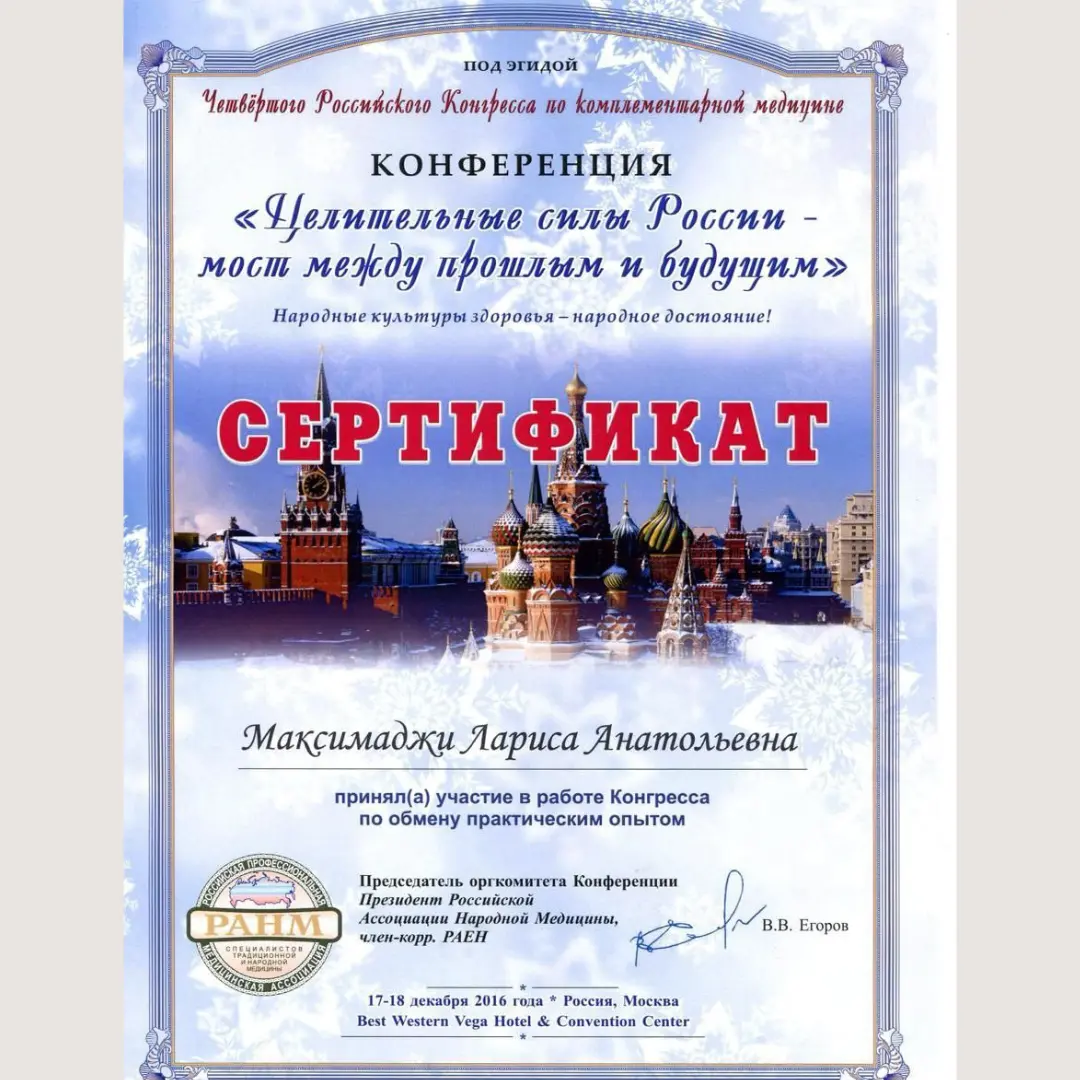 ПОД ЭГИДОЙ
Четвёртого Российского Конгресса по комплементарной медицине
КОНФЕРЕНЦИЯ
«Целительные силы России -
мост между прошлым и будущим»
Народные культуры здоровья – народное достояние!
СЕРТИФИКАТ
Максимаджи Лариса Анатольевна
принял(а) участие в работе Конгресса
по обмену практическим опытом
РОССИЙСКАЯ ПРОФЕССИОНАЛЬНАЯ
РАНМ
СПЕЦИАЛИСТОВ
ТРАДИЦИОННОЙ
И НАРОДНОЙ
МЕДИЦИНЫ
МЕДИЦИНСКАЯ АССОЦИАЦИЯ
Председатель оргкомитета Конференции
Президент Российской
Ассоциации Народной Медицины,
член-корр. РАЕН
В.В. Егоров
17-18 декабря 2016 года * Россия, Москва
Best Western Vega Hotel & Convention Center